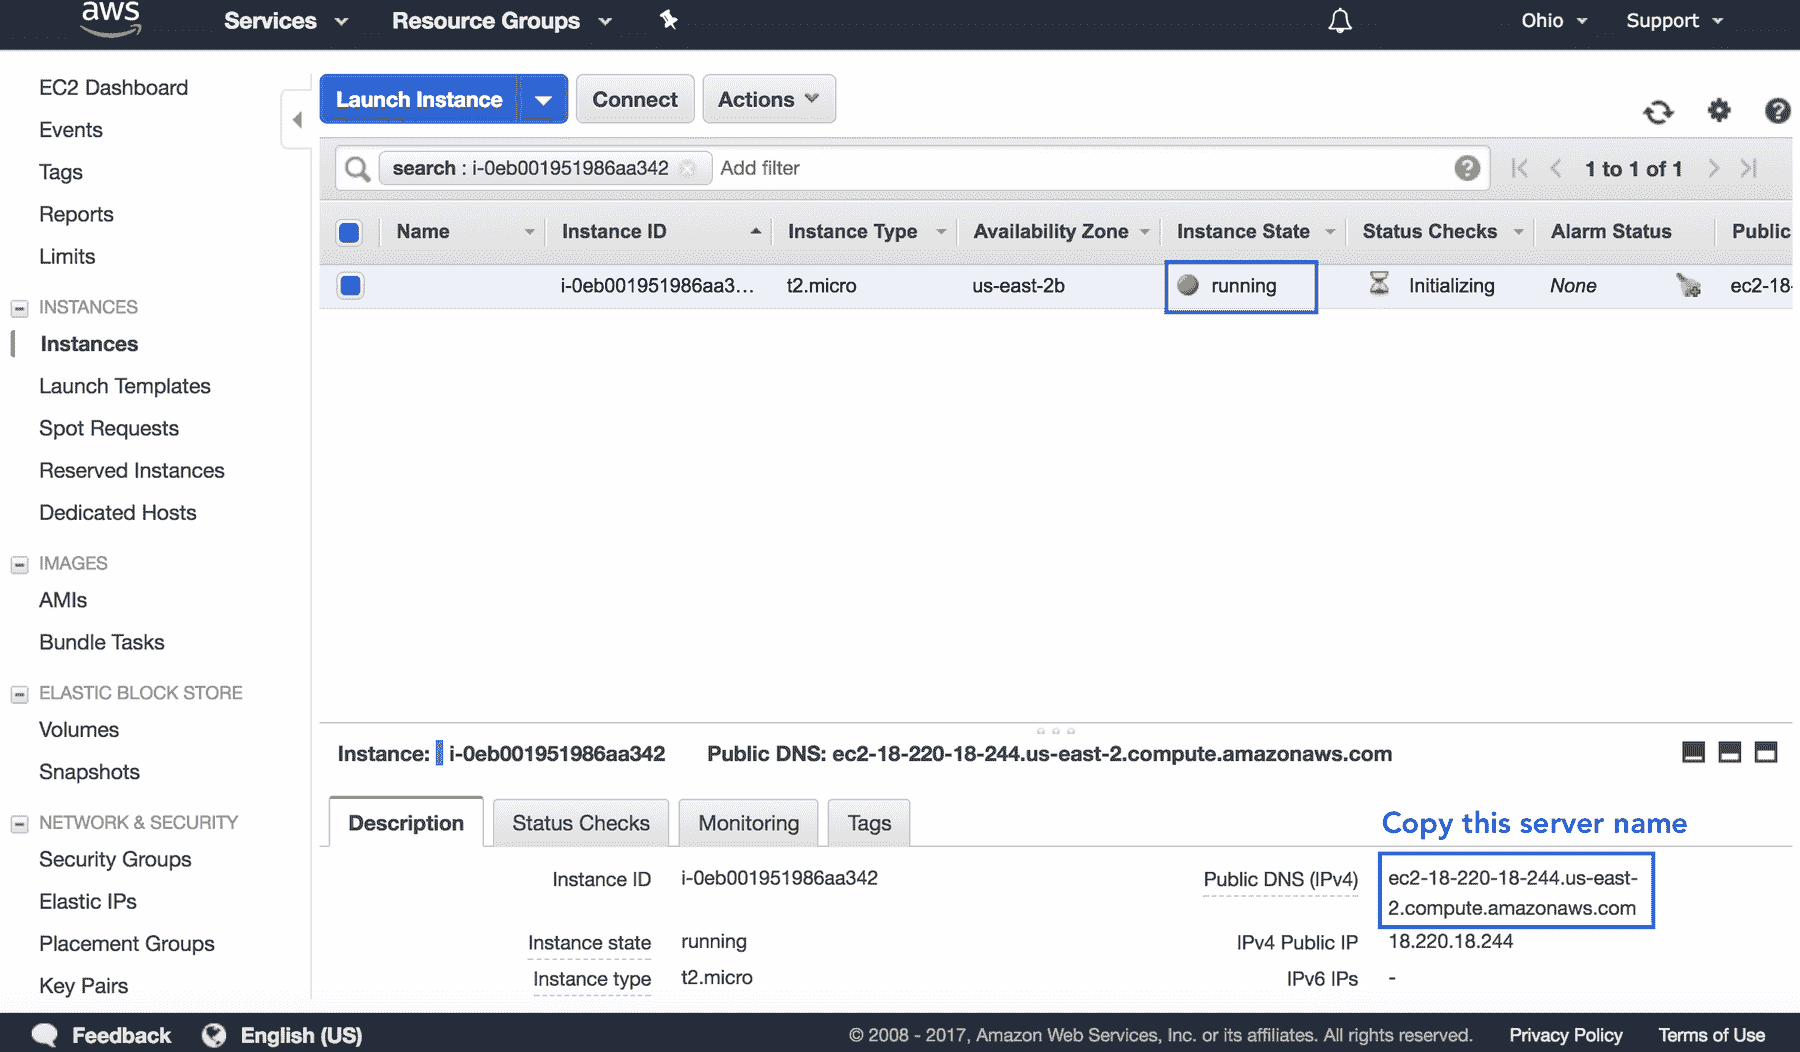 aws Services Resource Groups Ohio Support
EC2 Dashboard
Events
Tags
Reports
Limits
INSTANCES
Instances
Launch Templates
Spot Requests
Reserved Instances
Dedicated Hosts
IMAGES
AMIs
Bundle Tasks
ELASTIC BLOCK STORE
Volumes
Snapshots
NETWORK & SECURITY
Security Groups
Elastic IPs
Placement Groups
Key Pairs
Launch Instance Connect Actions
search : i-0eb001951986aa342 Add filter 1 to 1 of 1
Name Instance ID Instance Type Availability Zone Instance State Status Checks Alarm Status Public
i-0eb001951986aa3... t2.micro us-east-2b running Initializing None ec2-18-
Instance: i-0eb001951986aa342 Public DNS: ec2-18-220-18-244.us-east-2.compute.amazonaws.com
Description Status Checks Monitoring Tags
Copy this server name
Instance ID i-0eb001951986aa342 Public DNS (IPv4) ec2-18-220-18-244.us-east-
2.compute.amazonaws.com
Instance state running IPv4 Public IP 18.220.18.244
Instance type t2.micro IPv6 IPs -
Feedback English (US) © 2008 - 2017, Amazon Web Services, Inc. or its affiliates. All rights reserved. Privacy Policy Terms of Use